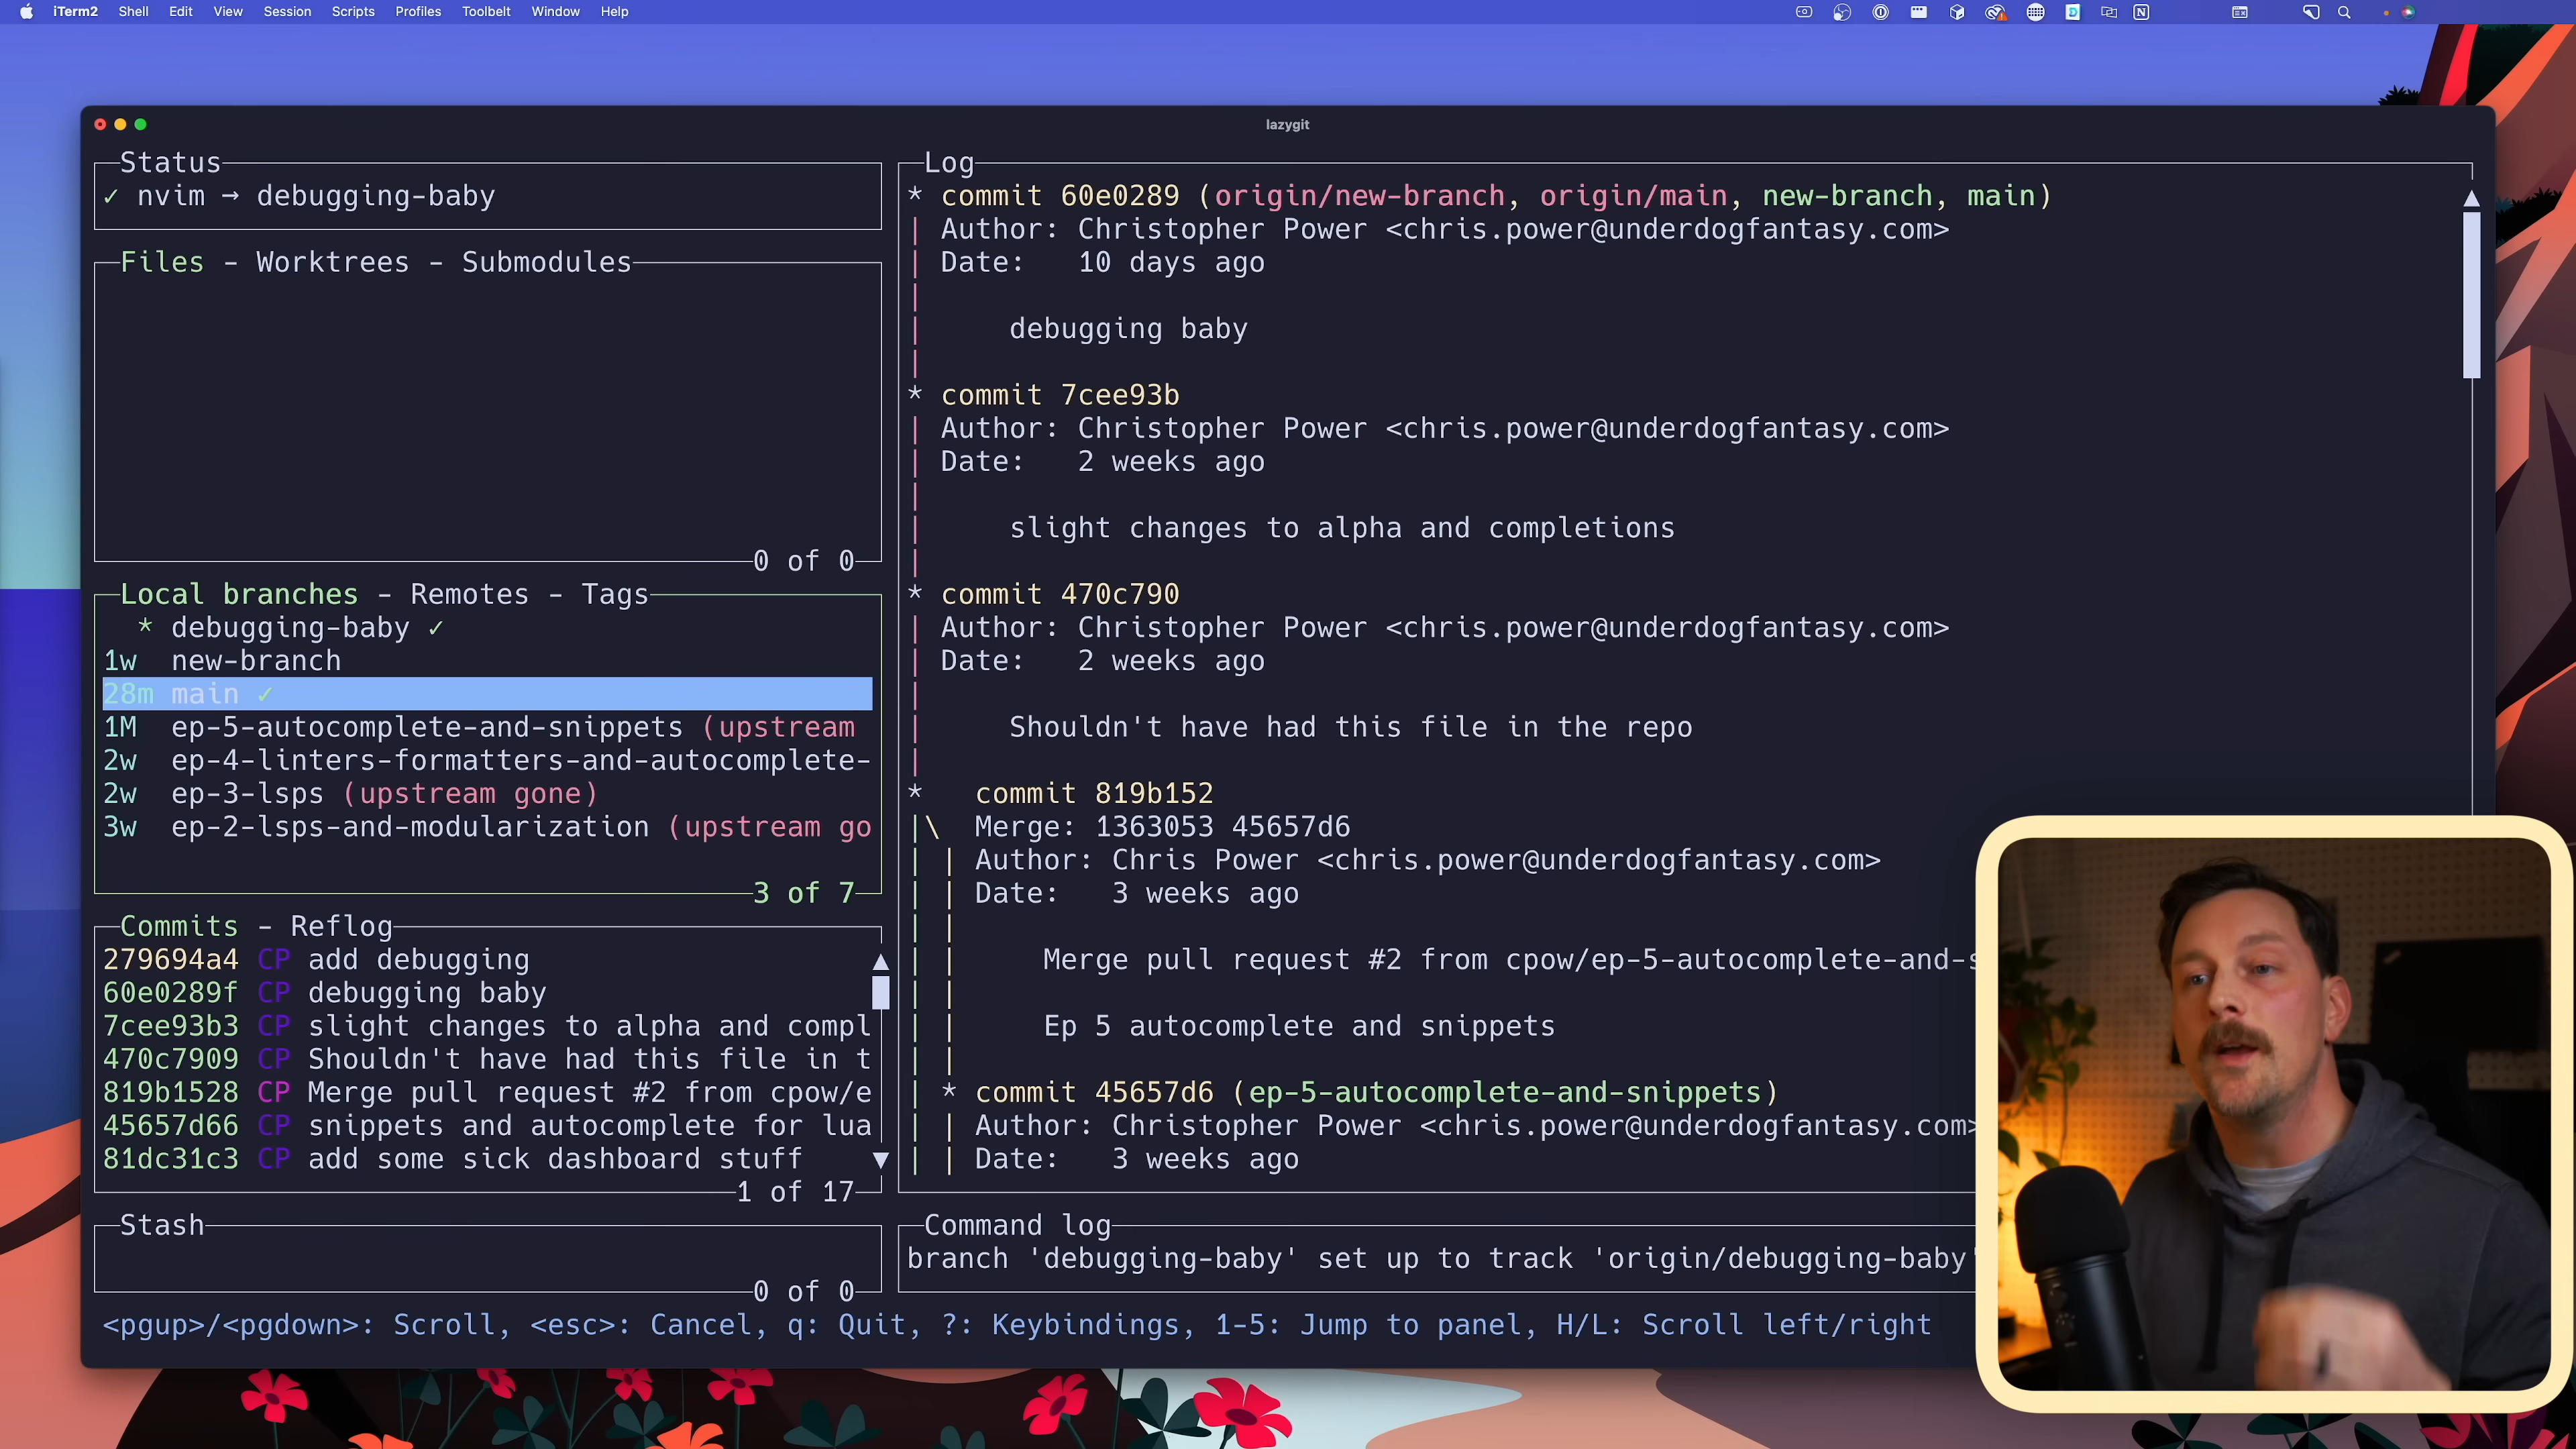 iTerm2 Shell Edit View Session Scripts Profiles Toolbelt Window Help
lazygit
Status
✓ nvim → debugging-baby
Files - Worktrees - Submodules
0 of 0
Local branches - Remotes - Tags
* debugging-baby ✓
1w new-branch
28m main ✓
1M ep-5-autocomplete-and-snippets (upstream
2w ep-4-linters-formatters-and-autocomplete-
2w ep-3-lsps (upstream gone)
3w ep-2-lsps-and-modularization (upstream go
3 of 7
Commits - Reflog
279694a4 CP add debugging
60e0289f CP debugging baby
7cee93b3 CP slight changes to alpha and compl
470c7909 CP Shouldn't have had this file in t
819b1528 CP Merge pull request #2 from cpow/e
45657d66 CP snippets and autocomplete for lua
81dc31c3 CP add some sick dashboard stuff
1 of 17
Stash
0 of 0
Log
* commit 60e0289 (origin/new-branch, origin/main, new-branch, main)
| Author: Christopher Power <chris.power@underdogfantasy.com>
| Date: 10 days ago
|
| debugging baby
|
* commit 7cee93b
| Author: Christopher Power <chris.power@underdogfantasy.com>
| Date: 2 weeks ago
|
| slight changes to alpha and completions
|
* commit 470c790
| Author: Christopher Power <chris.power@underdogfantasy.com>
| Date: 2 weeks ago
|
| Shouldn't have had this file in the repo
|
* commit 819b152
|\ Merge: 1363053 45657d6
| | Author: Chris Power <chris.power@underdogfantasy.com>
| | Date: 3 weeks ago
| |
| | Merge pull request #2 from cpow/ep-5-autocomplete-and-s
| |
| | Ep 5 autocomplete and snippets
| |
| * commit 45657d6 (ep-5-autocomplete-and-snippets)
| | Author: Christopher Power <chris.power@underdogfantasy.com>
| | Date: 3 weeks ago
Command log
branch 'debugging-baby' set up to track 'origin/debugging-baby'
<pgup>/<pgdown>: Scroll, <esc>: Cancel, q: Quit, ?: Keybindings, 1-5: Jump to panel, H/L: Scroll left/right